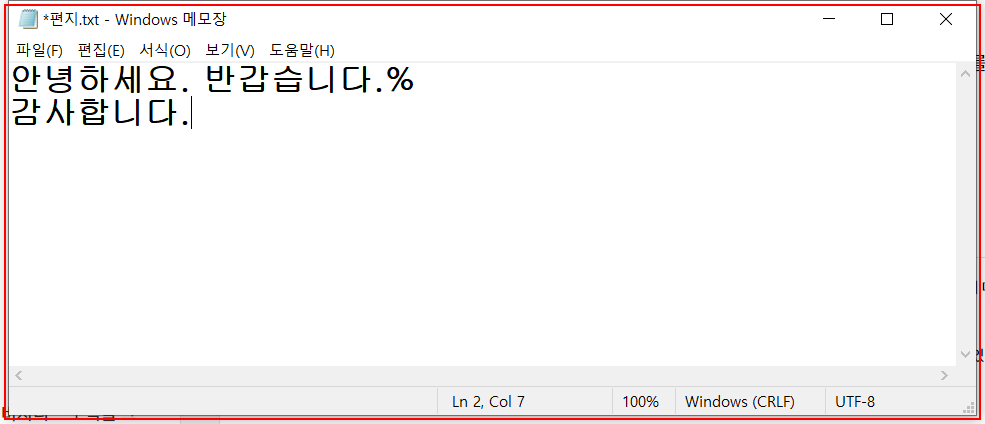 *편지.txt - Windows 메모장
파일(F) 편집(E) 서식(O) 보기(V) 도움말(H)
안녕하세요. 반갑습니다.%
감사합니다.
Ln 2, Col 7 100% Windows (CRLF) UTF-8